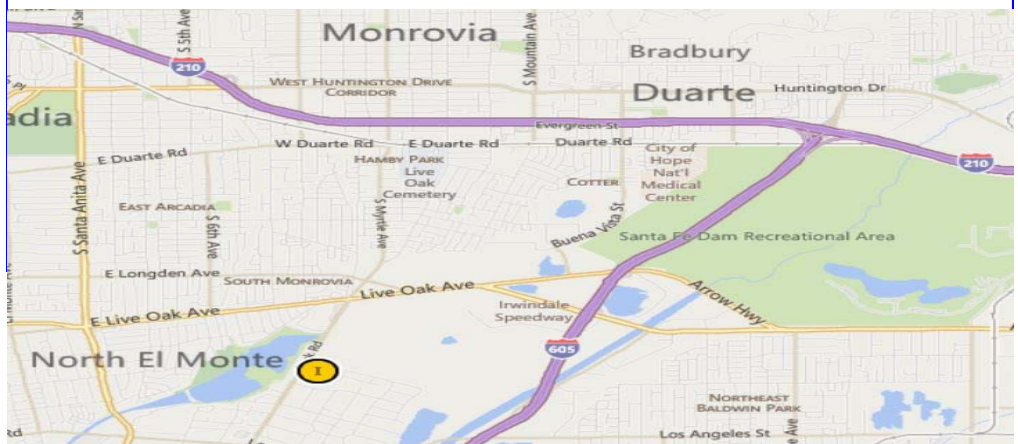 S 5th Ave
Monrovia
S Mountain Ave
Bradbury
210
WEST HUNTINGTON DRIVE
CORRIDOR
Duarte
Huntington Dr
adia
Evergreen St
E Duarte Rd
W Duarte Rd
E Duarte Rd
Duarte Rd
City of
Hope
Nat'l
Medical
Center
210
HAMBY PARK
Live
Oak
Cemetery
COTTER
S Santa Anita Ave
EAST ARCADIA
S 6th Ave
S Myrtle Ave
Buena Vista St
Santa Fe Dam Recreational Area
E Longden Ave
SOUTH MONROVIA
Live Oak Ave
Arrow Hwy
E Live Oak Ave
Irwindale
Speedway
605
North El Monte
Rd
I
NORTHEAST
BALDWIN PARK
Los Angeles St
Ave
Rd